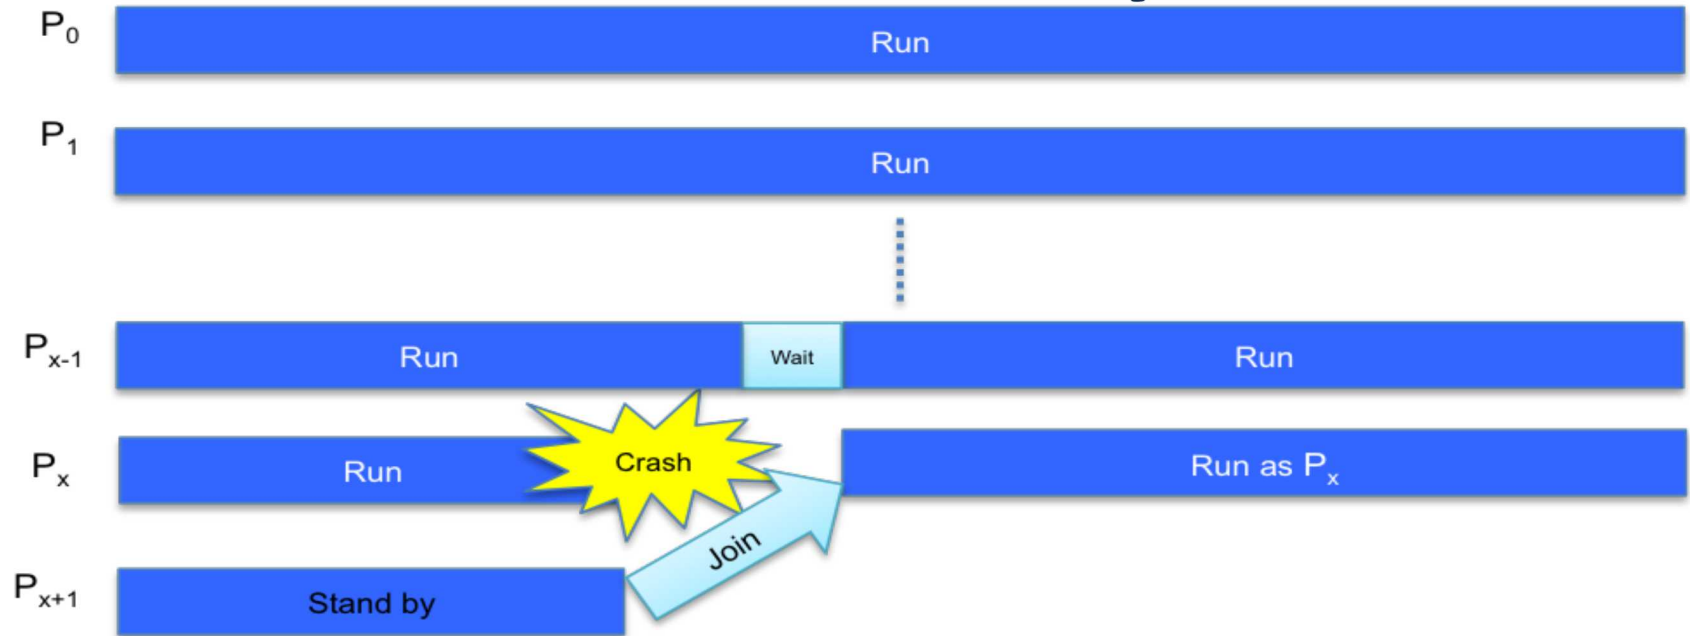 P0
Run
P1
Run
Px-1
Run
Wait
Run
Px
Run
Crash
Run as Px
Join
Px+1
Stand by